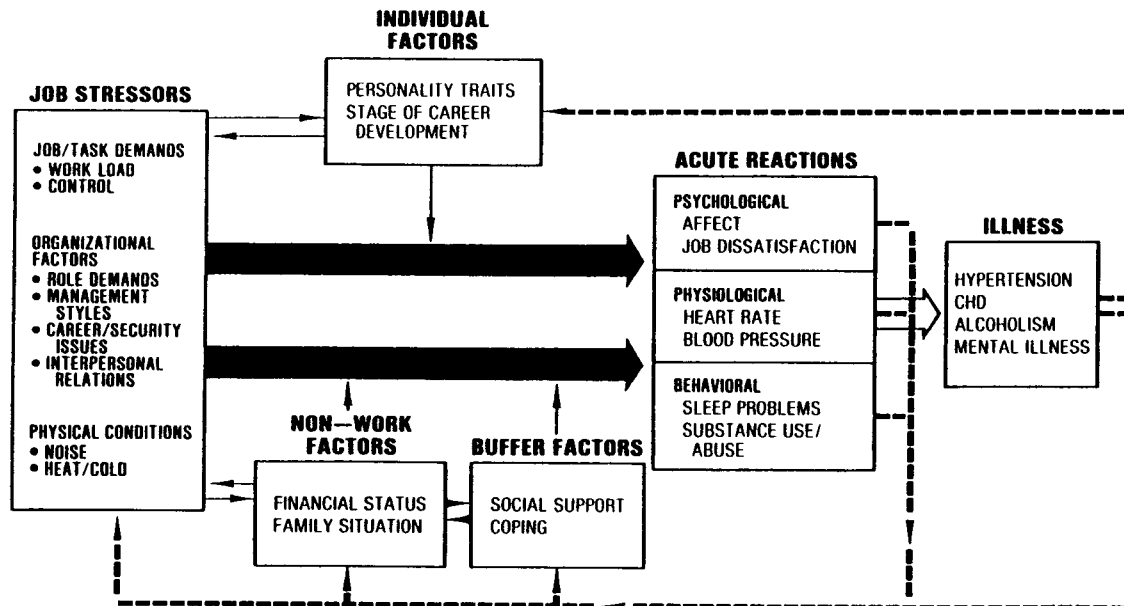 INDIVIDUAL
FACTORS
PERSONALITY TRAITS
STAGE OF CAREER
DEVELOPMENT
JOB STRESSORS
JOB/TASK DEMANDS
• WORK LOAD
• CONTROL
ORGANIZATIONAL
FACTORS
• ROLE DEMANDS
• MANAGEMENT
STYLES
• CAREER/SECURITY
ISSUES
• INTERPERSONAL
RELATIONS
PHYSICAL CONDITIONS
• NOISE
• HEAT/COLD
NON—WORK
FACTORS
FINANCIAL STATUS
FAMILY SITUATION
BUFFER FACTORS
SOCIAL SUPPORT
COPING
ACUTE REACTIONS
PSYCHOLOGICAL
AFFECT
JOB DISSATISFACTION
PHYSIOLOGICAL
HEART RATE
BLOOD PRESSURE
BEHAVIORAL
SLEEP PROBLEMS
SUBSTANCE USE/
ABUSE
ILLNESS
HYPERTENSION
CHD
ALCOHOLISM
MENTAL ILLNESS